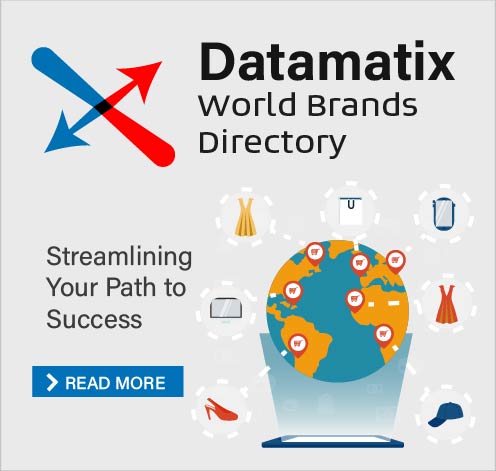 Datamatix
World Brands
Directory
Streamlining
Your Path to
Success
READ MORE